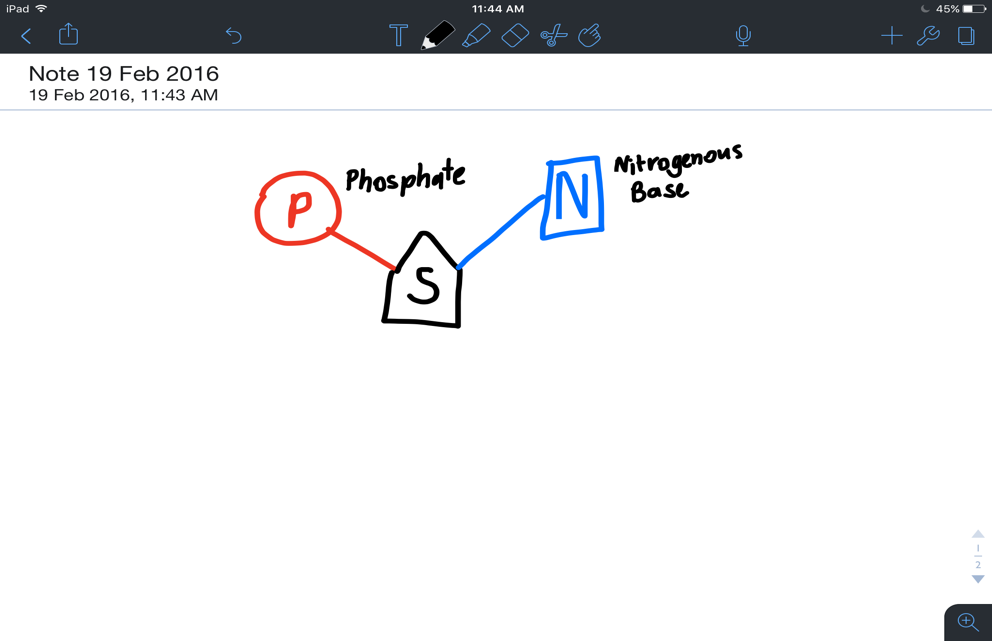 iPad
11:44 AM
45%
T
Note 19 Feb 2016
19 Feb 2016, 11:43 AM
Phosphate
Nitrogenous
Base
P
N
S
1
2